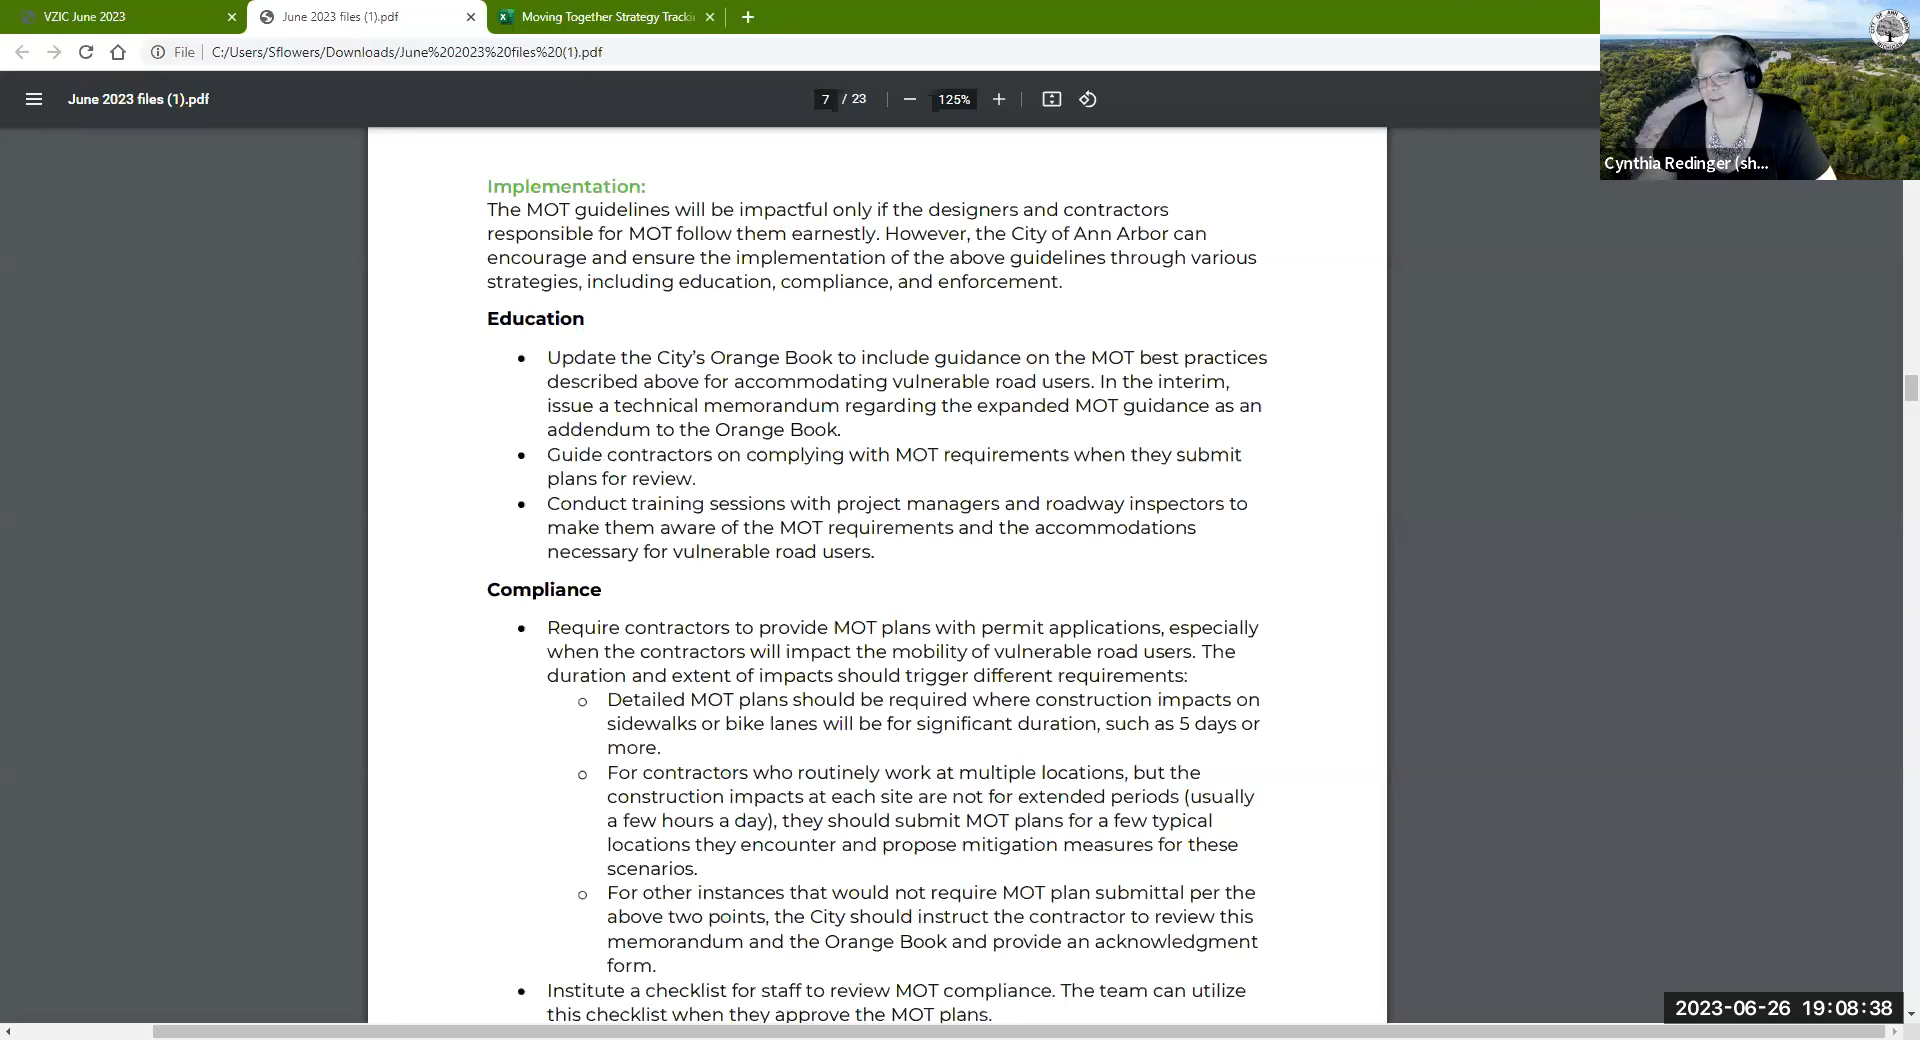 VZIC June 2023
June 2023 files (1).pdf
Moving Together Strategy Tracki
File
C:/Users/Sflowers/Downloads/June%202023%20files%20(1).pdf
June 2023 files (1).pdf
7 / 23
125%
Cynthia Redinger (sh...
Implementation:
The MOT guidelines will be impactful only if the designers and contractors
responsible for MOT follow them earnestly. However, the City of Ann Arbor can
encourage and ensure the implementation of the above guidelines through various
strategies, including education, compliance, and enforcement.
Education
• Update the City’s Orange Book to include guidance on the MOT best practices
described above for accommodating vulnerable road users. In the interim,
issue a technical memorandum regarding the expanded MOT guidance as an
addendum to the Orange Book.
• Guide contractors on complying with MOT requirements when they submit
plans for review.
• Conduct training sessions with project managers and roadway inspectors to
make them aware of the MOT requirements and the accommodations
necessary for vulnerable road users.
Compliance
• Require contractors to provide MOT plans with permit applications, especially
when the contractors will impact the mobility of vulnerable road users. The
duration and extent of impacts should trigger different requirements:
o Detailed MOT plans should be required where construction impacts on
sidewalks or bike lanes will be for significant duration, such as 5 days or
more.
o For contractors who routinely work at multiple locations, but the
construction impacts at each site are not for extended periods (usually
a few hours a day), they should submit MOT plans for a few typical
locations they encounter and propose mitigation measures for these
scenarios.
o For other instances that would not require MOT plan submittal per the
above two points, the City should instruct the contractor to review this
memorandum and the Orange Book and provide an acknowledgment
form.
• Institute a checklist for staff to review MOT compliance. The team can utilize
this checklist when they approve the MOT plans.
2023-06-26 19:08:38